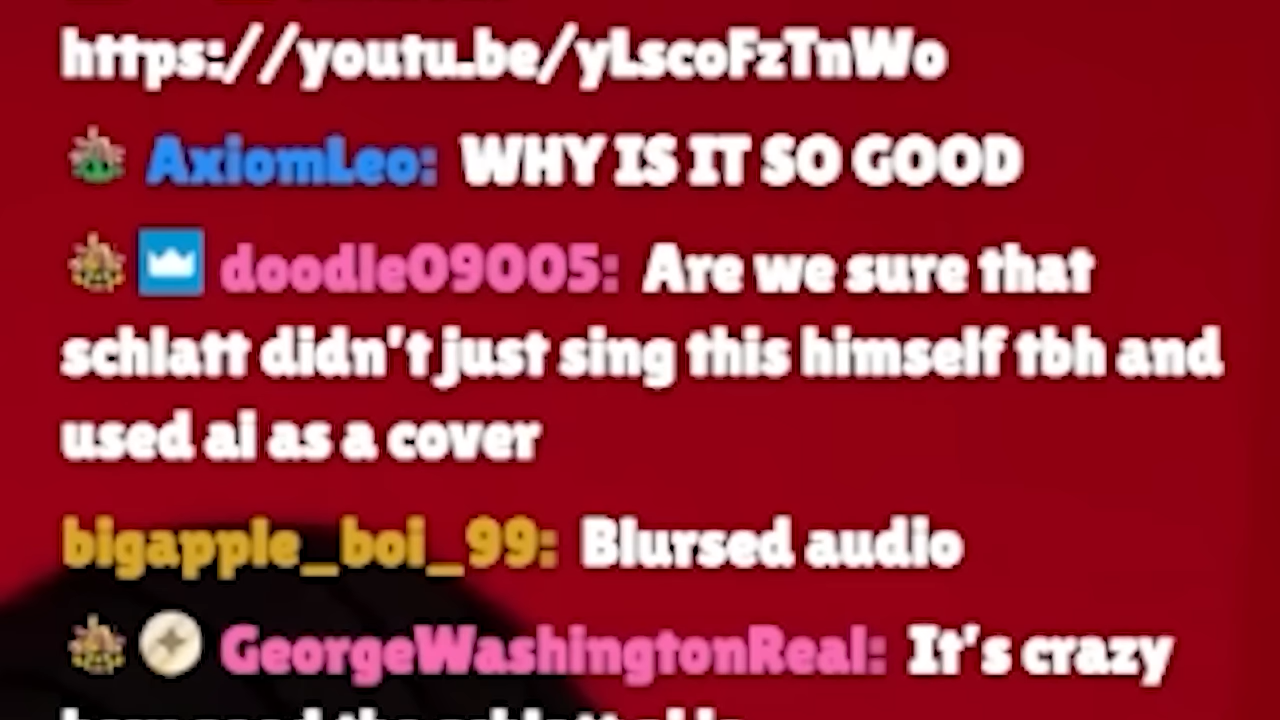 https://youtu.be/yLscoFzTnWo
AxiomLeo: WHY IS IT SO GOOD
doodle09005: Are we sure that
schlatt didn't just sing this himself tbh and
used ai as a cover
bigapple_boi_99: Blursed audio
GeorgeWashingtonReal: It's crazy